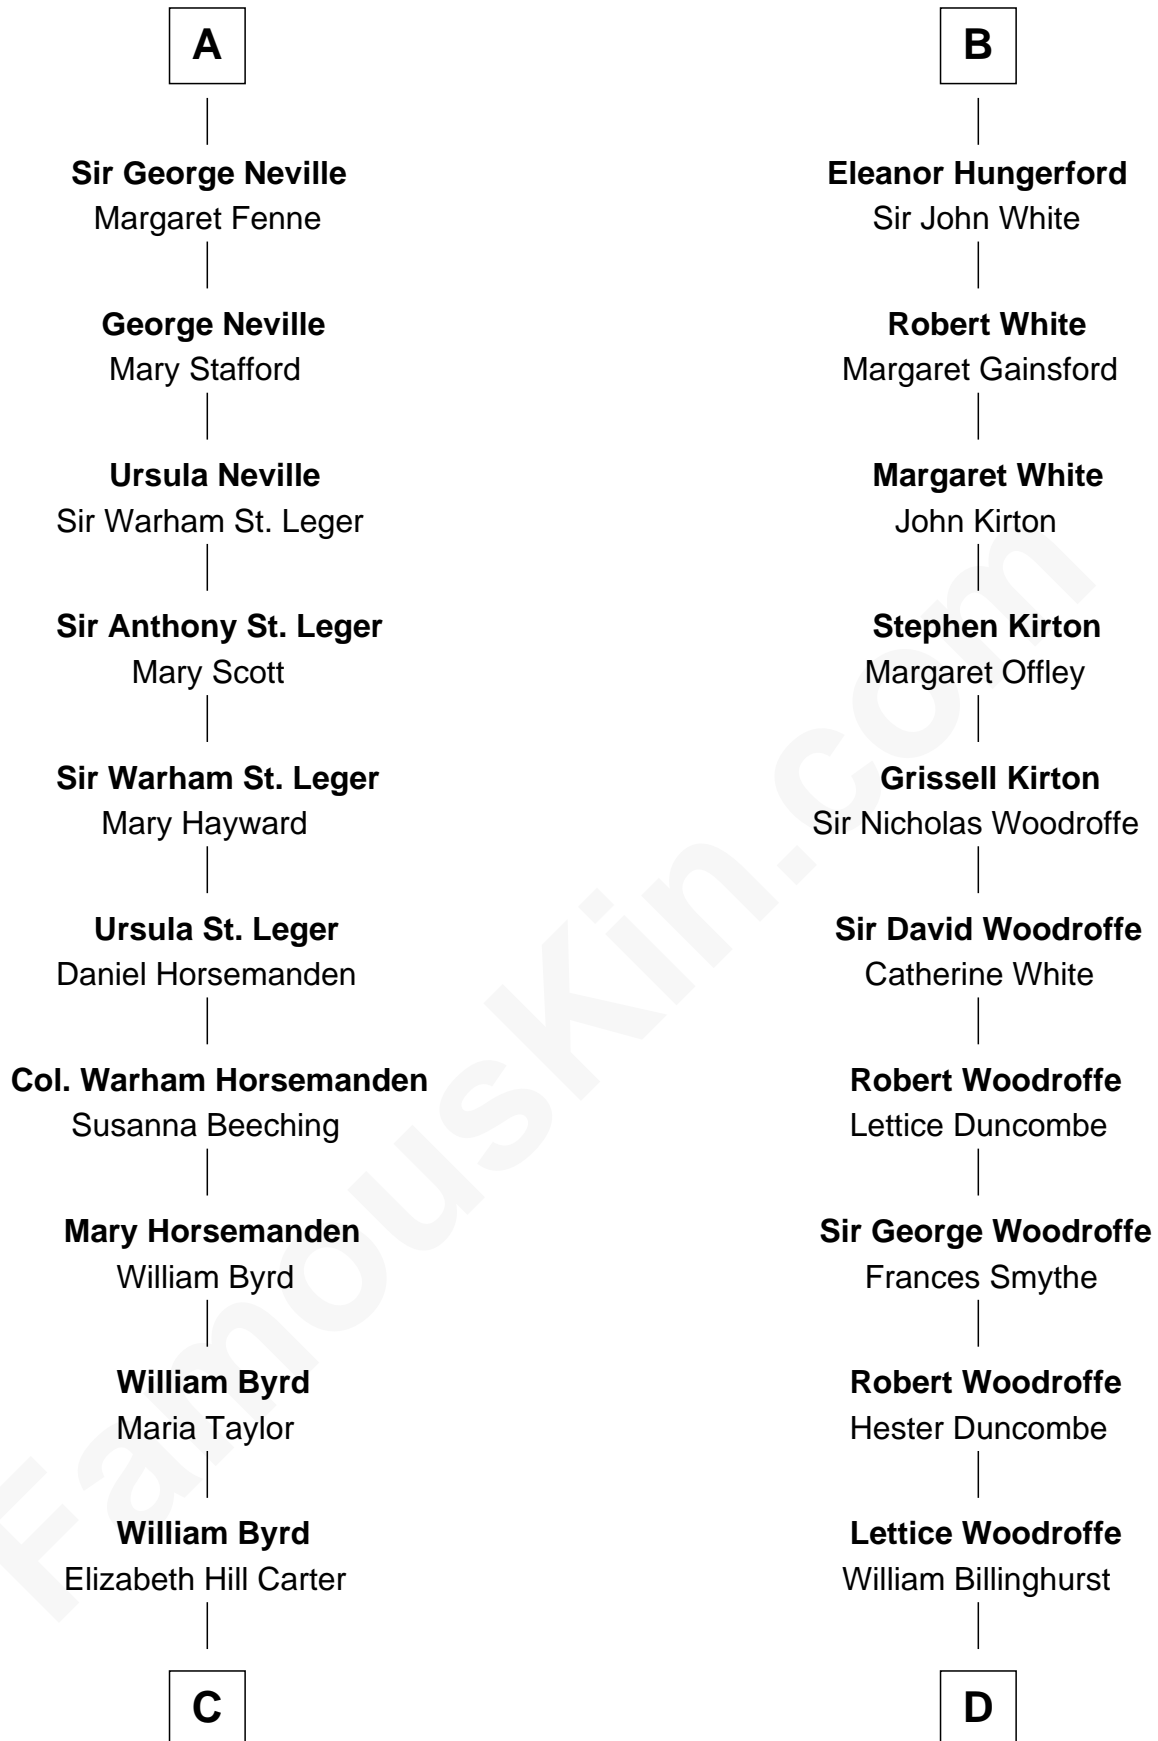 A
Sir George Neville
Margaret Fenne
George Neville
Mary Stafford
Ursula Neville
Sir Warham St. Leger
Sir Anthony St. Leger
Mary Scott
Sir Warham St. Leger
Mary Hayward
Ursula St. Leger
Daniel Horsemanden
Col. Warham Horsemanden
Susanna Beeching
Mary Horsemanden
William Byrd
William Byrd
Maria Taylor
William Byrd
Elizabeth Hill Carter
C
B
Eleanor Hungerford
Sir John White
Robert White
Margaret Gainsford
Margaret White
John Kirton
Stephen Kirton
Margaret Offley
Grissell Kirton
Sir Nicholas Woodroffe
Sir David Woodroffe
Catherine White
Robert Woodroffe
Lettice Duncombe
Sir George Woodroffe
Frances Smythe
Robert Woodroffe
Hester Duncombe
Lettice Woodroffe
William Billinghurst
D
FamousKin.com